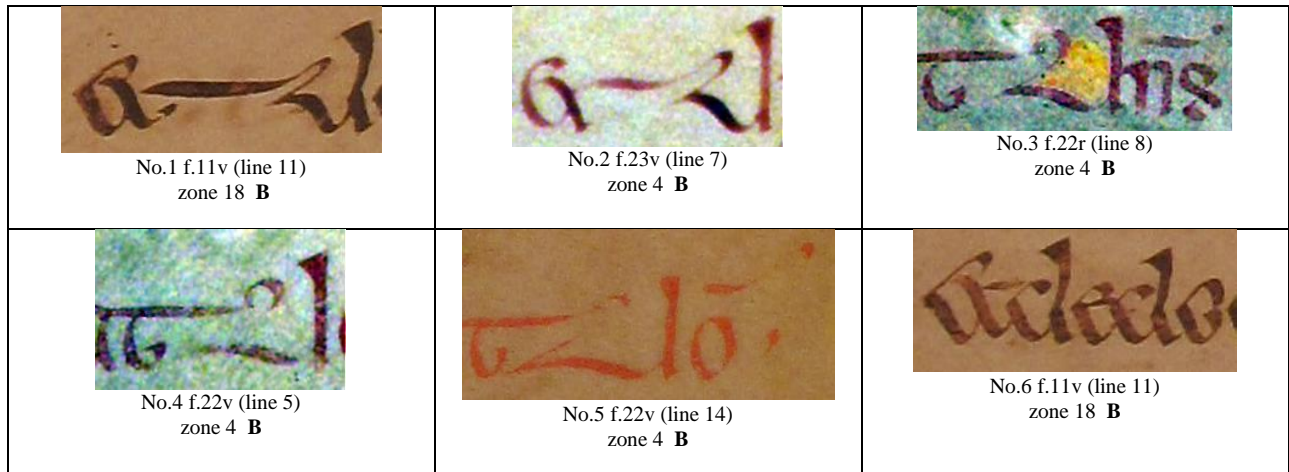 No.1 f.11v (line 11)
zone 18 B
No.2 f.23v (line 7)
zone 4 B
No.3 f.22r (line 8)
zone 4 B
No.4 f.22v (line 5)
zone 4 B
No.5 f.22v (line 14)
zone 4 B
No.6 f.11v (line 11)
zone 18 B